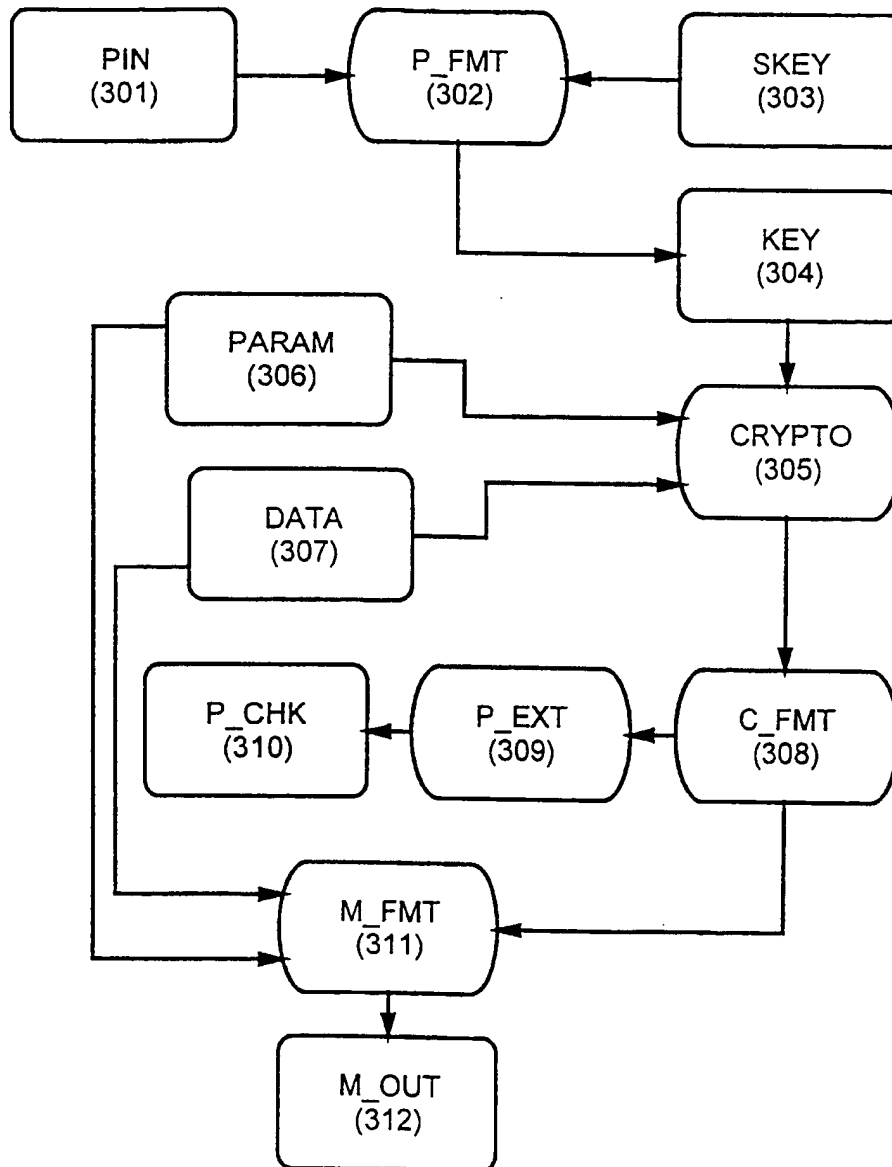 PIN
(301)
P_FMT
(302)
SKEY
(303)
KEY
(304)
PARAM
(306)
CRYPTO
(305)
DATA
(307)
P_CHK
(310)
P_EXT
(309)
C_FMT
(308)
M_FMT
(311)
M_OUT
(312)